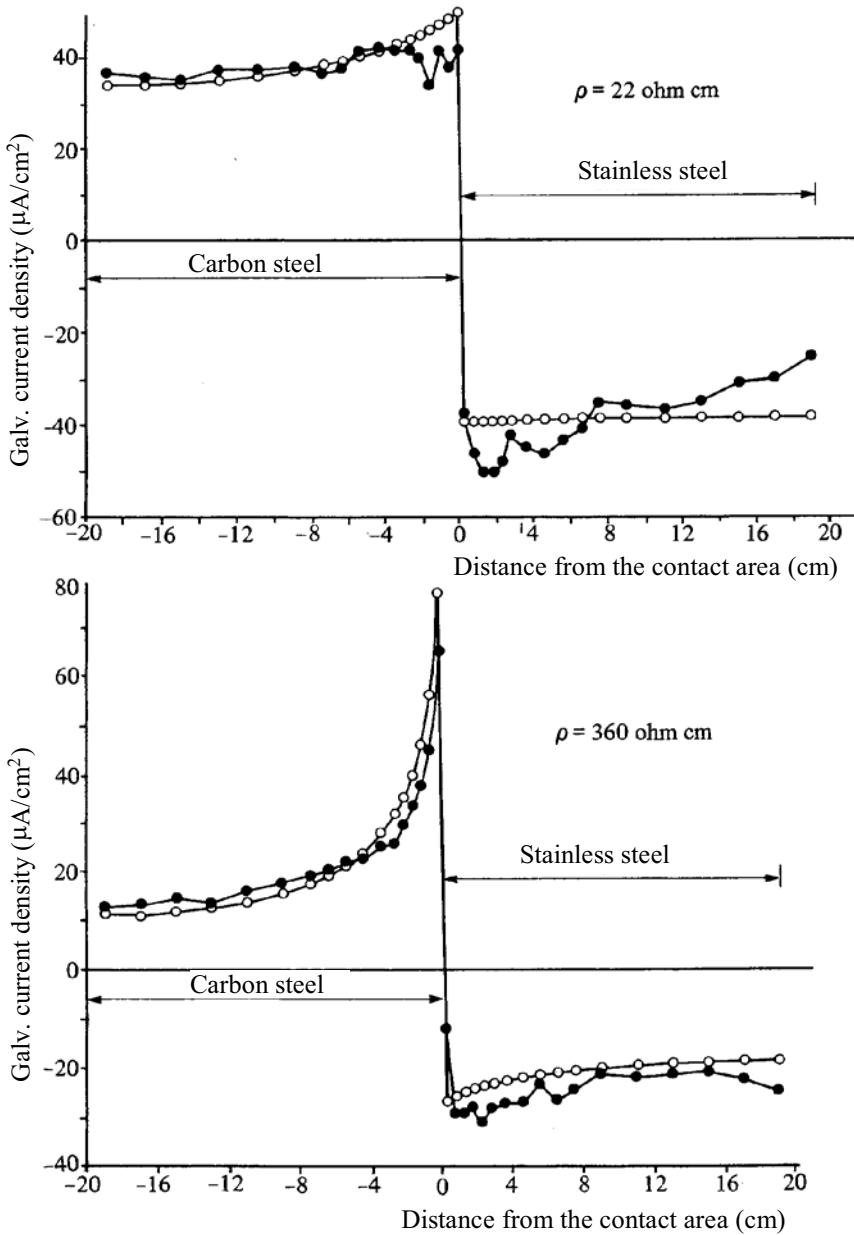 40
20
0
-20
-40
-60
Galv. current density (μA/cm²)
ρ = 22 ohm cm
Stainless steel
Carbon steel
-20 -16 -12 -8 -4 0 4 8 12 16 20
Distance from the contact area (cm)
80
60
40
20
0
-20
-40
Galv. current density (μA/cm²)
ρ = 360 ohm cm
Stainless steel
Carbon steel
-20 -16 -12 -8 -4 0 4 8 12 16 20
Distance from the contact area (cm)